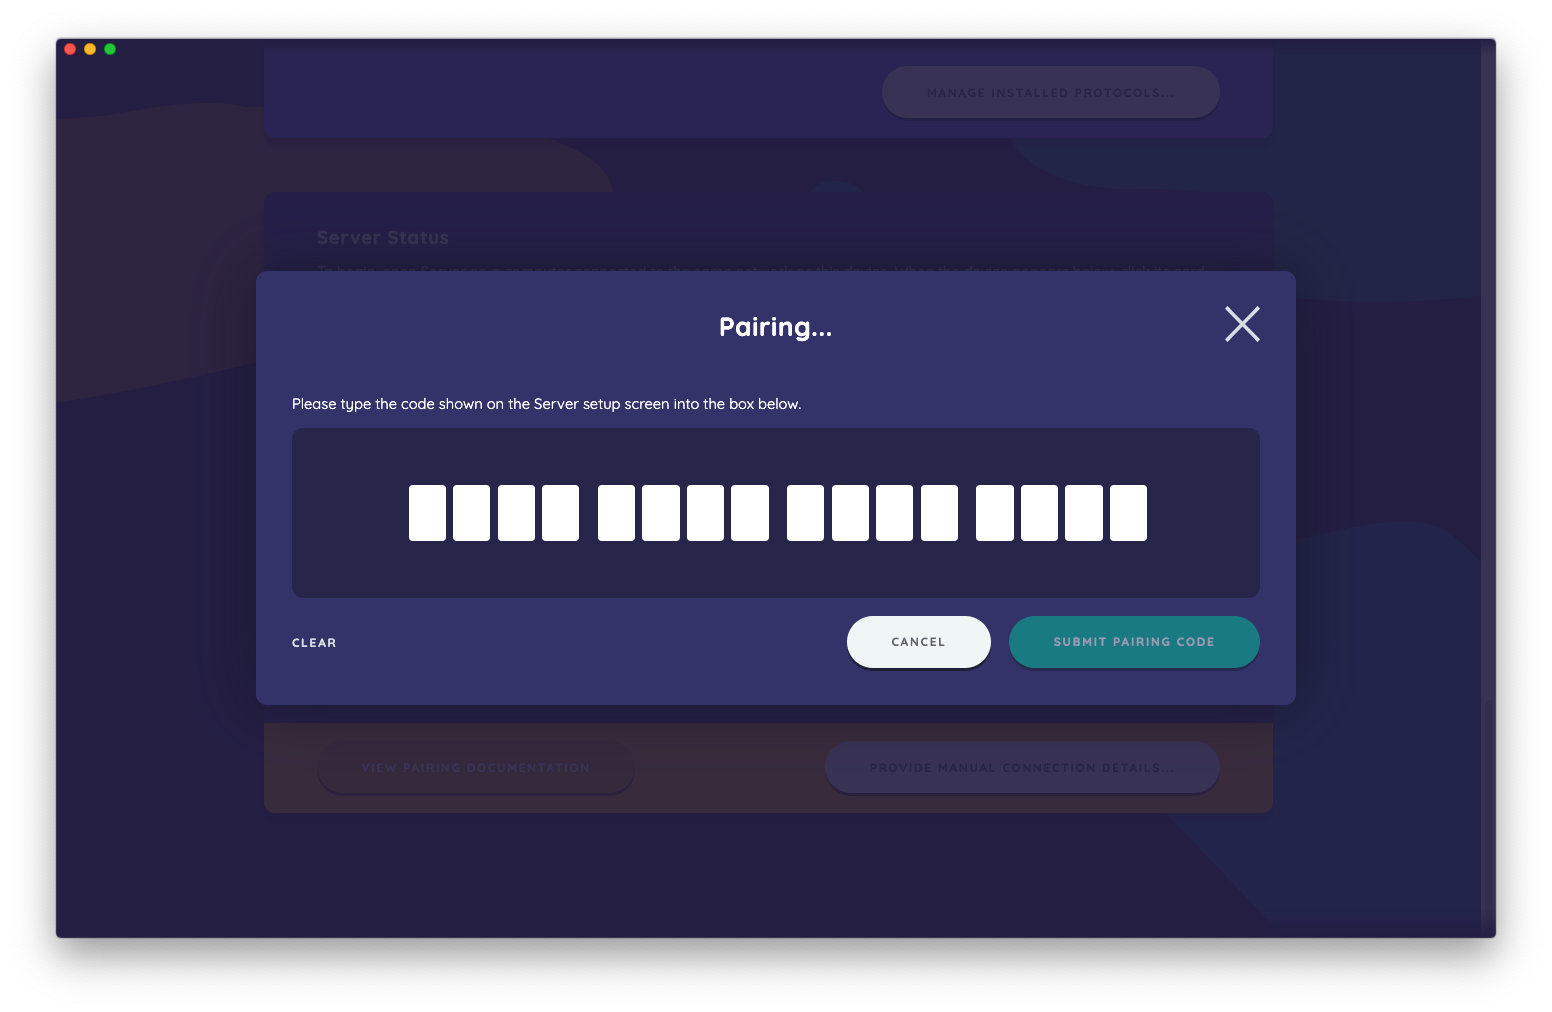 MANAGE INSTALLED PROTOCOLS...
Server Status
Pairing...
Please type the code shown on the Server setup screen into the box below.
CLEAR
CANCEL
SUBMIT PAIRING CODE
VIEW PAIRING DOCUMENTATION
PROVIDE MANUAL CONNECTION DETAILS...